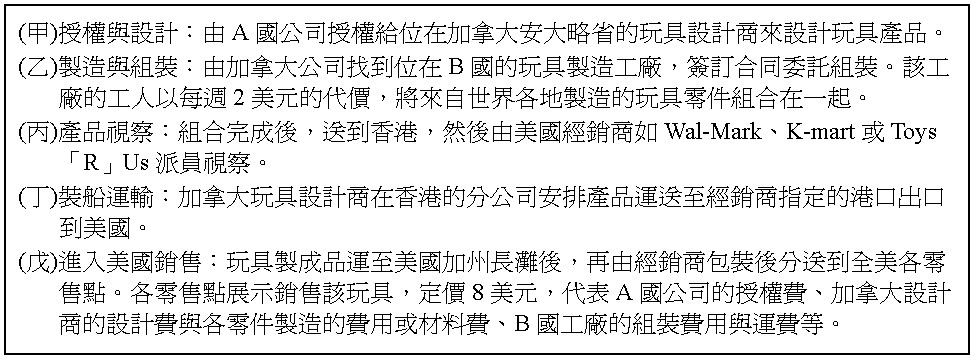 (甲)授權與設計：由 A 國公司授權給位在加拿大安大略省的玩具設計商來設計玩具產品。
(乙)製造與組裝：由加拿大公司找到位在 B 國的玩具製造工廠，簽訂合同委託組裝。該工
廠的工人以每週 2 美元的代價，將來自世界各地製造的玩具零件組合在一起。
(丙)產品視察：組合完成後，送到香港，然後由美國經銷商如 Wal-Mark、K-mart 或 Toys
「R」Us 派員視察。
(丁)裝船運輸：加拿大玩具設計商在香港的分公司安排產品運送至經銷商指定的港口出口
到美國。
(戊)進入美國銷售：玩具製成品運至美國加州長灘後，再由經銷商包裝後分送到全美各零
售點。各零售點展示銷售該玩具，定價 8 美元，代表 A 國公司的授權費、加拿大設計
商的設計費與各零件製造的費用或材料費、B 國工廠的組裝費用與運費等。